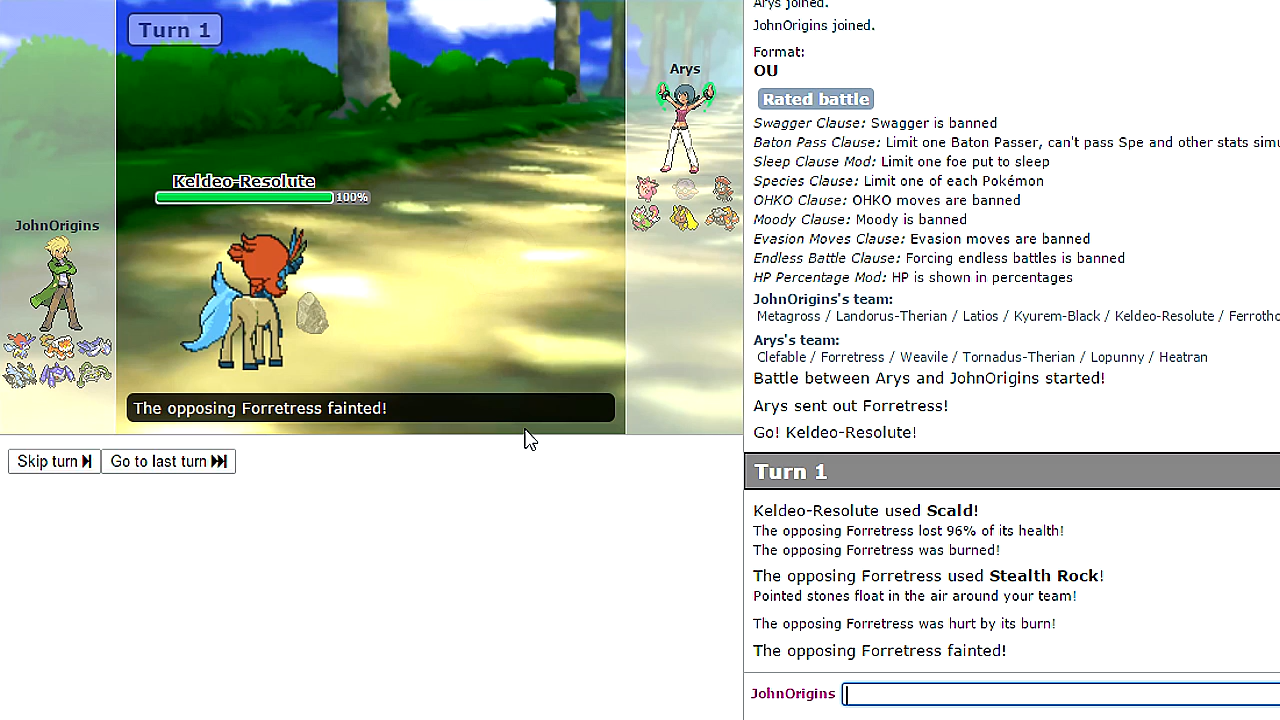 Turn 1
Keldeo-Resolute
100%
JohnOrigins
Arys
The opposing Forretress fainted!
Skip turn
Go to last turn
Arys joined.
JohnOrigins joined.
Format:
OU
Rated battle
Swagger Clause: Swagger is banned
Baton Pass Clause: Limit one Baton Passer, can't pass Spe and other stats simu
Sleep Clause Mod: Limit one foe put to sleep
Species Clause: Limit one of each Pokémon
OHKO Clause: OHKO moves are banned
Moody Clause: Moody is banned
Evasion Moves Clause: Evasion moves are banned
Endless Battle Clause: Forcing endless battles is banned
HP Percentage Mod: HP is shown in percentages
JohnOrigins's team:
Metagross / Landorus-Therian / Latios / Kyurem-Black / Keldeo-Resolute / Ferrotho
Arys's team:
Clefable / Forretress / Weavile / Tornadus-Therian / Lopunny / Heatran
Battle between Arys and JohnOrigins started!
Arys sent out Forretress!
Go! Keldeo-Resolute!
Turn 1
Keldeo-Resolute used Scald!
The opposing Forretress lost 96% of its health!
The opposing Forretress was burned!
The opposing Forretress used Stealth Rock!
Pointed stones float in the air around your team!
The opposing Forretress was hurt by its burn!
The opposing Forretress fainted!
JohnOrigins